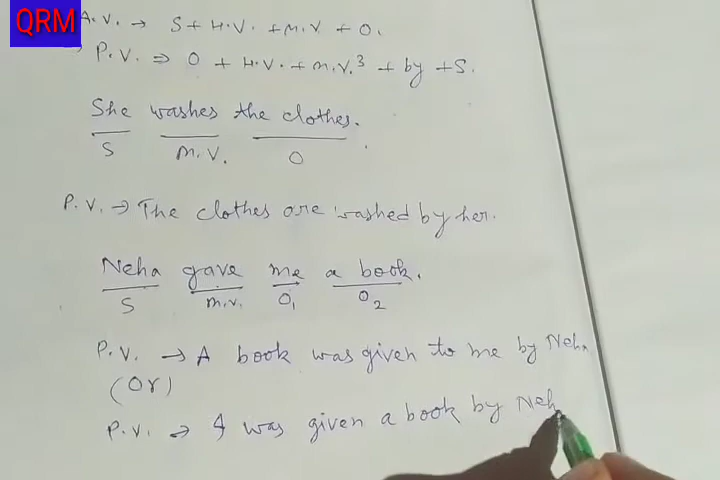 QRM
A.V. → S + H.V. + M.V + O.
P.V. ⇒ O + H.V. + m.V.³ + by + S.
She washes the clothes.
S M.V. O
P.V. → The clothes are washed by her.
Neha gave me a book.
S m.v. O₁ O₂
P.V. → A book was given to me by Neha
(Or)
P.V. → I was given a book by Neh